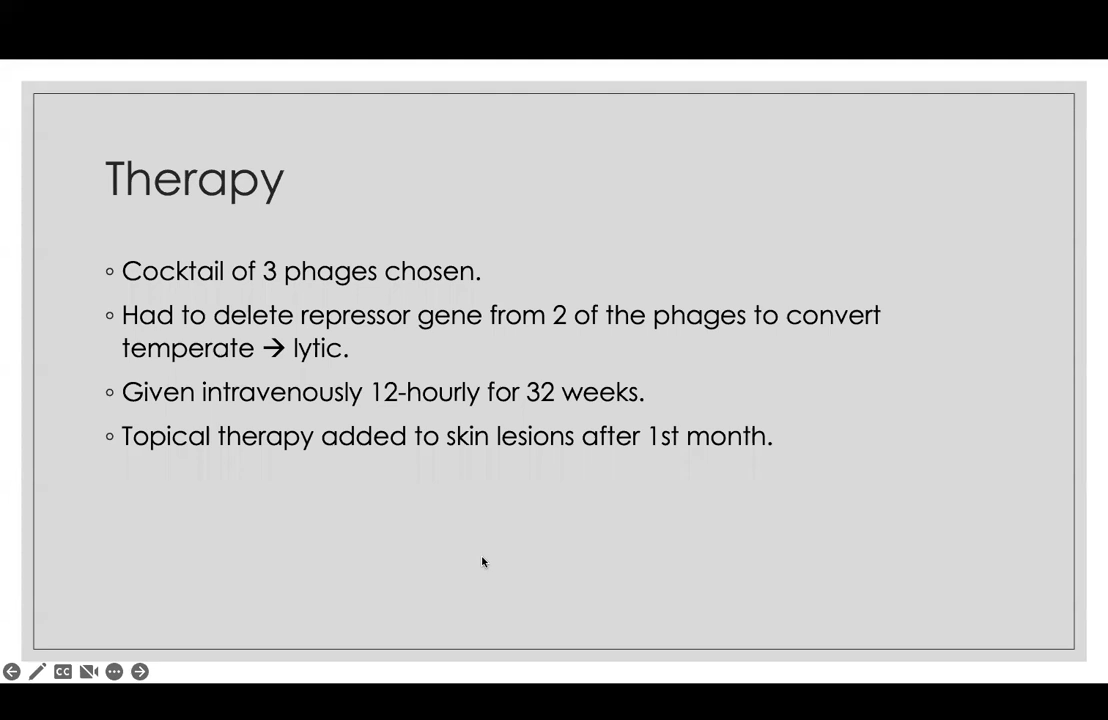 Therapy
◦ Cocktail of 3 phages chosen.
◦ Had to delete repressor gene from 2 of the phages to convert
temperate → lytic.
◦ Given intravenously 12-hourly for 32 weeks.
◦ Topical therapy added to skin lesions after 1st month.
CC